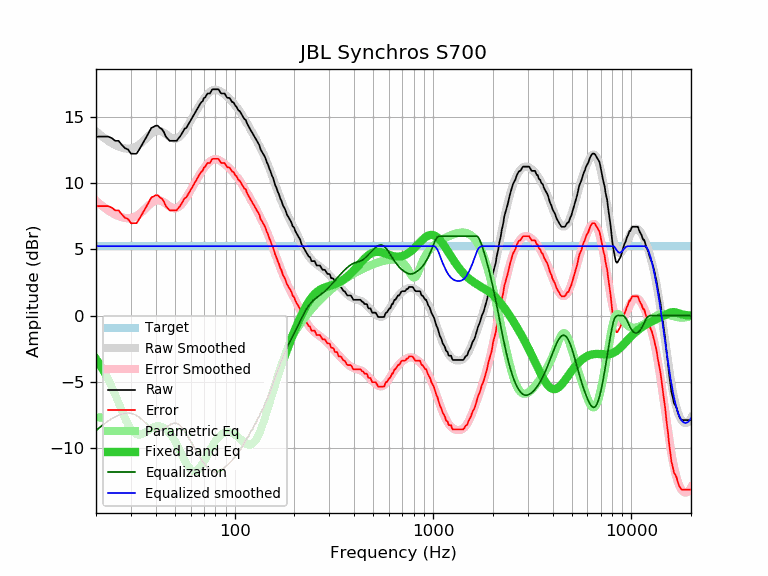 JBL Synchros S700
Amplitude (dBr)
15
10
5
0
−5
−10
Target
Raw Smoothed
Error Smoothed
Raw
Error
Parametric Eq
Fixed Band Eq
Equalization
Equalized smoothed
100
1000
10000
Frequency (Hz)